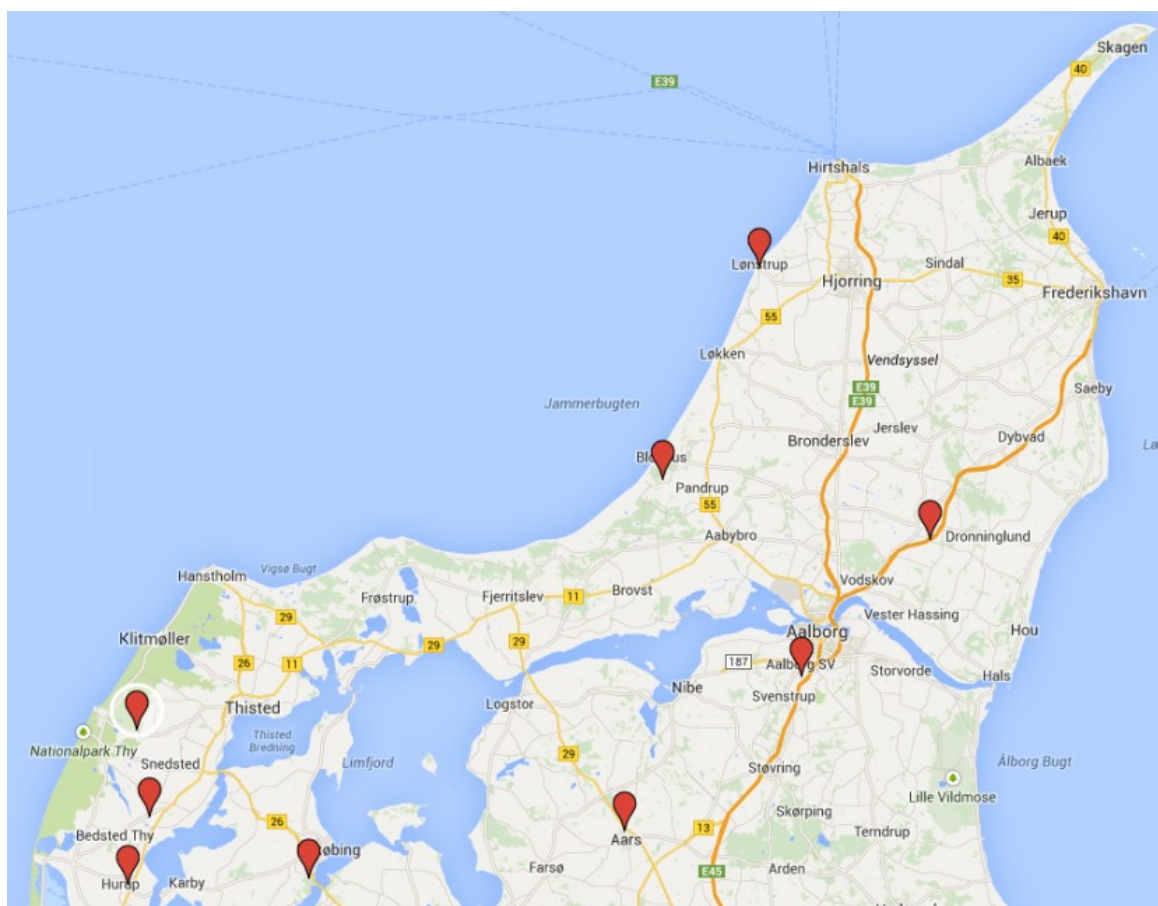 Skagen
40
E39
Hirtshals
Albaek
Jerup
40
Lønstrup
Sindal
35
Hjorring
Frederikshavn
55
Løkken
Vendsyssel
E39
E39
Saeby
Jammerbugten
Jerslev
Bronderslev
Dybvad
Pandrup
55
Aabybro
Dronninglund
Vigsø Bugt
Hanstholm
Frøstrup
Fjerritslev
11
Brovst
Vodskov
29
Vester Hassing
Klitmøller
29
29
Aalborg
Hou
26
11
187
Aalborg SV
Storvorde
Hals
Nibe
Svenstrup
Logstor
Thisted
Thisted
Bredning
Nationalpark Thy
Limfjord
Snedsted
29
Støvring
Ålborg Bugt
Lille Vildmose
Skørping
26
13
Terndrup
Bedsted Thy
Aars
Farsø
Arden
E45
Hurup
Karby